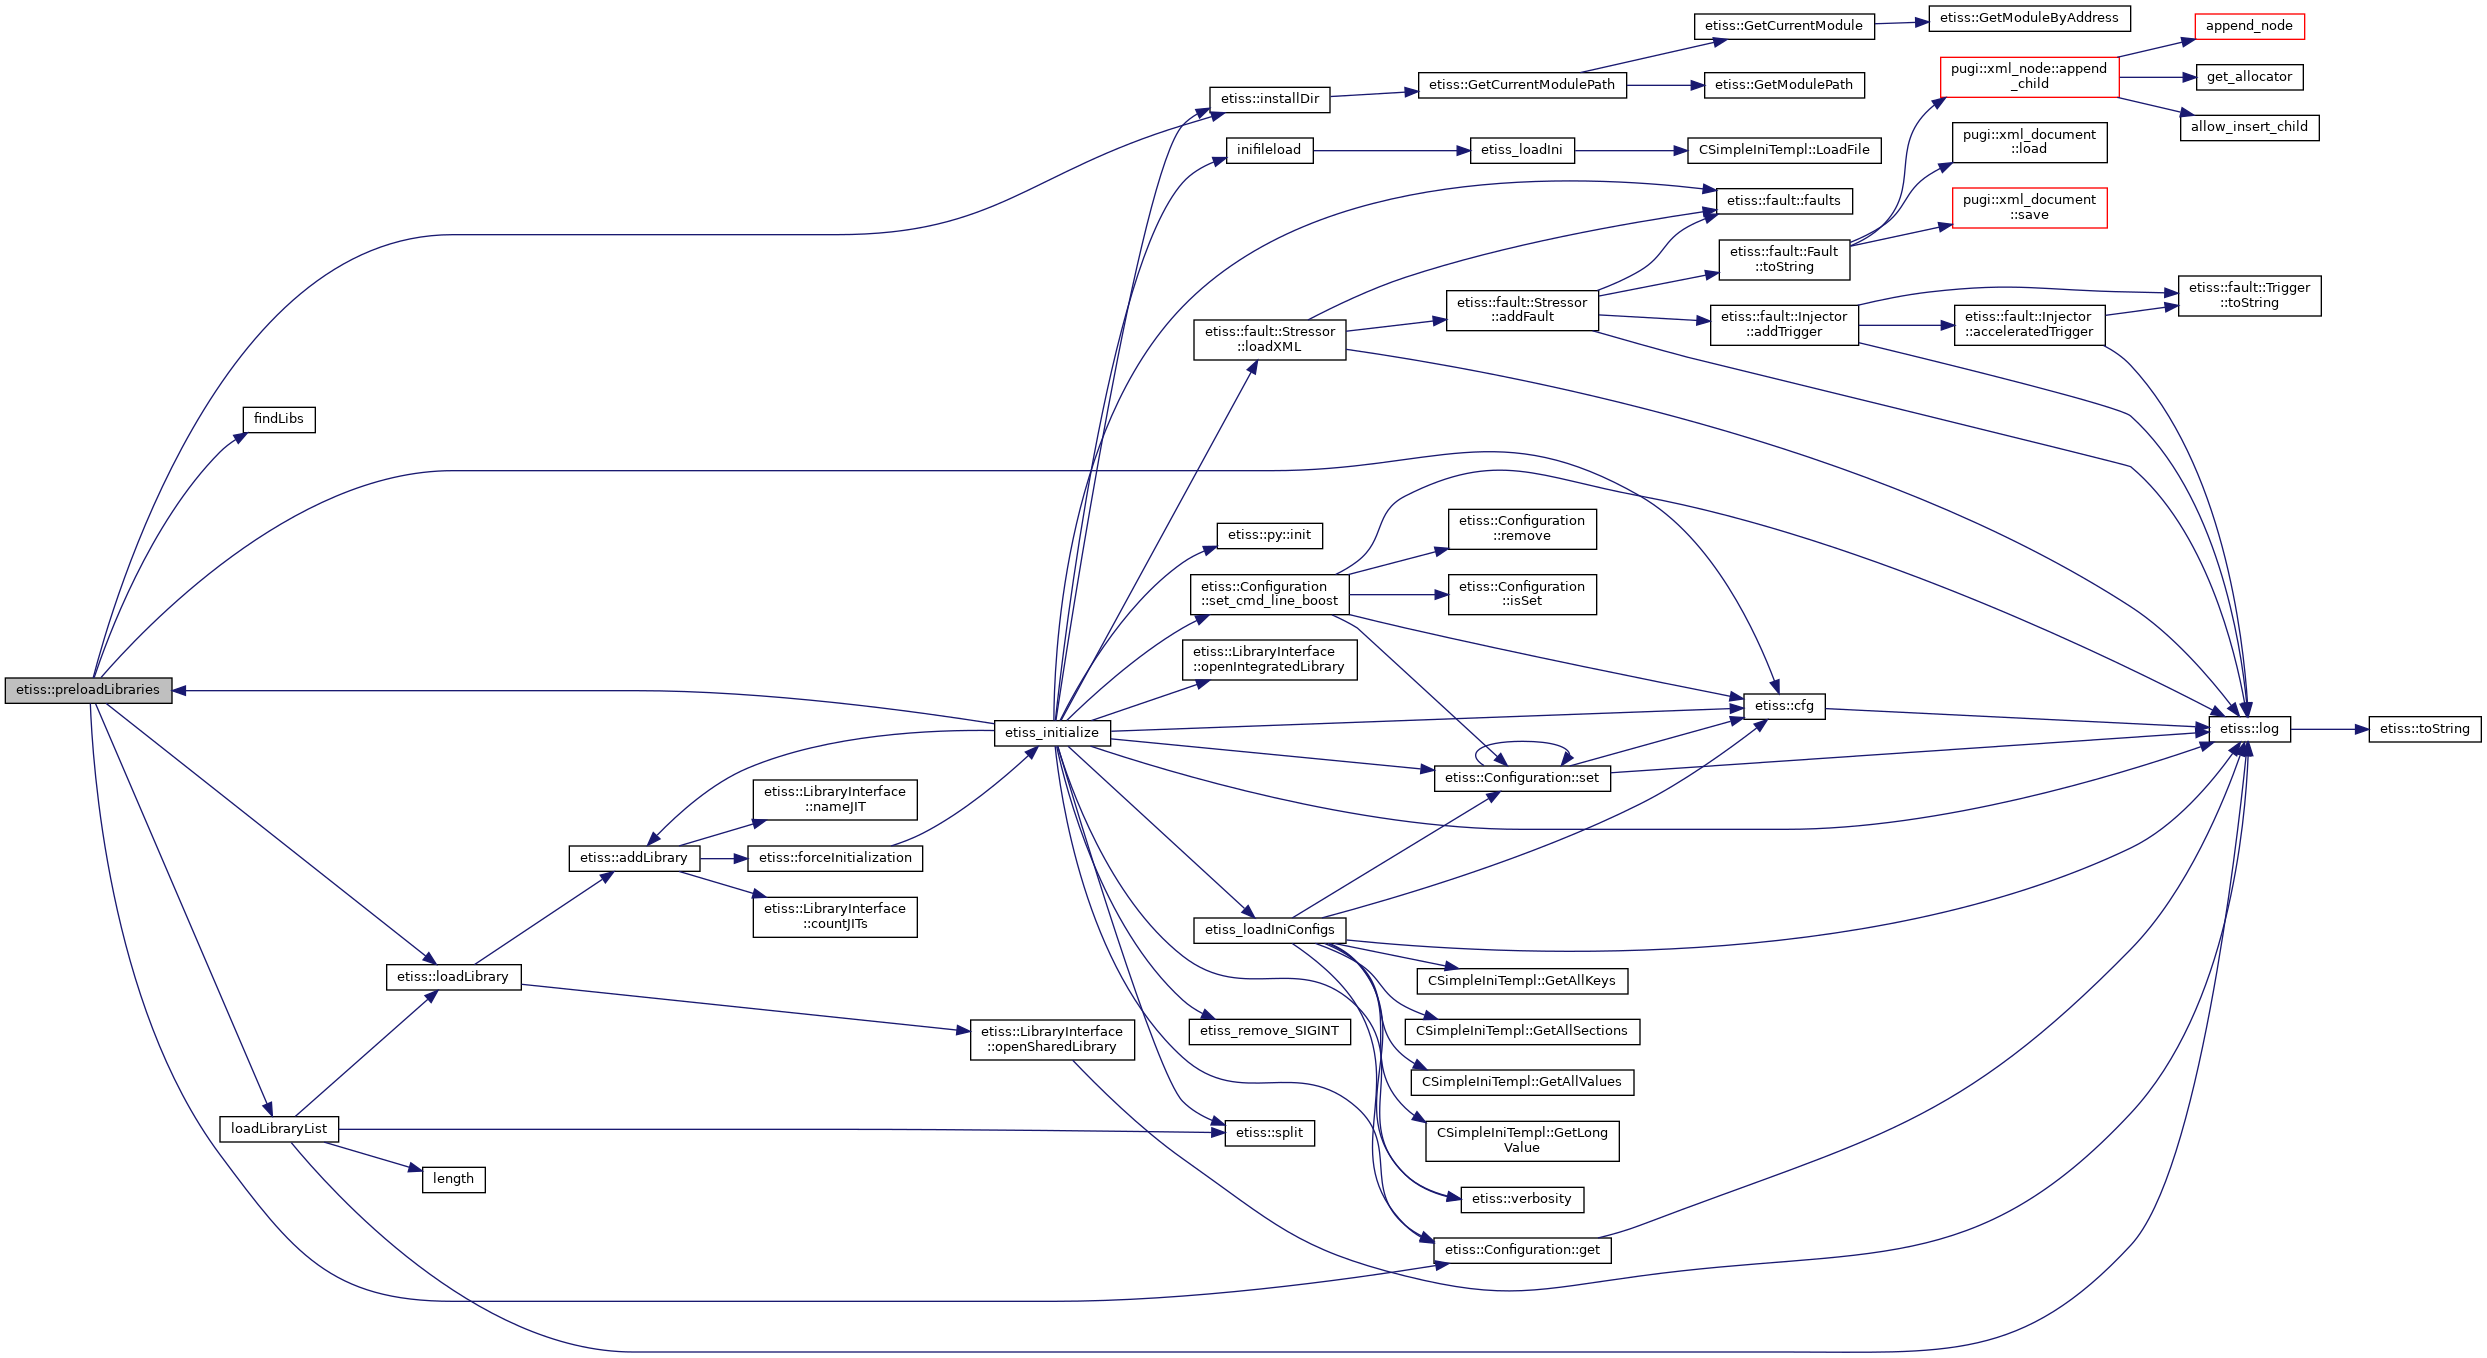 etiss::preloadLibraries
findLibs
etiss::loadLibrary
loadLibraryList
length
etiss::addLibrary
etiss::LibraryInterface
::nameJIT
etiss::forceInitialization
etiss::LibraryInterface
::countJITs
etiss_initialize
etiss::LibraryInterface
::openSharedLibrary
etiss::installDir
inifileload
etiss::fault::Stressor
::loadXML
etiss::py::init
etiss::Configuration
::set_cmd_line_boost
etiss::LibraryInterface
::openIntegratedLibrary
etiss_loadIniConfigs
etiss_remove_SIGINT
etiss::split
etiss::GetCurrentModulePath
etiss_loadIni
etiss::fault::Stressor
::addFault
etiss::Configuration
::remove
etiss::Configuration
::isSet
etiss::Configuration::set
CSimpleIniTempl::GetAllKeys
CSimpleIniTempl::GetAllSections
CSimpleIniTempl::GetAllValues
CSimpleIniTempl::GetLong
Value
etiss::verbosity
etiss::Configuration::get
etiss::GetCurrentModule
etiss::GetModulePath
CSimpleIniTempl::LoadFile
etiss::fault::faults
etiss::fault::Fault
::toString
etiss::fault::Injector
::addTrigger
etiss::cfg
etiss::GetModuleByAddress
pugi::xml_node::append
_child
pugi::xml_document
::load
pugi::xml_document
::save
etiss::fault::Injector
::acceleratedTrigger
append_node
get_allocator
allow_insert_child
etiss::fault::Trigger
::toString
etiss::log
etiss::toString